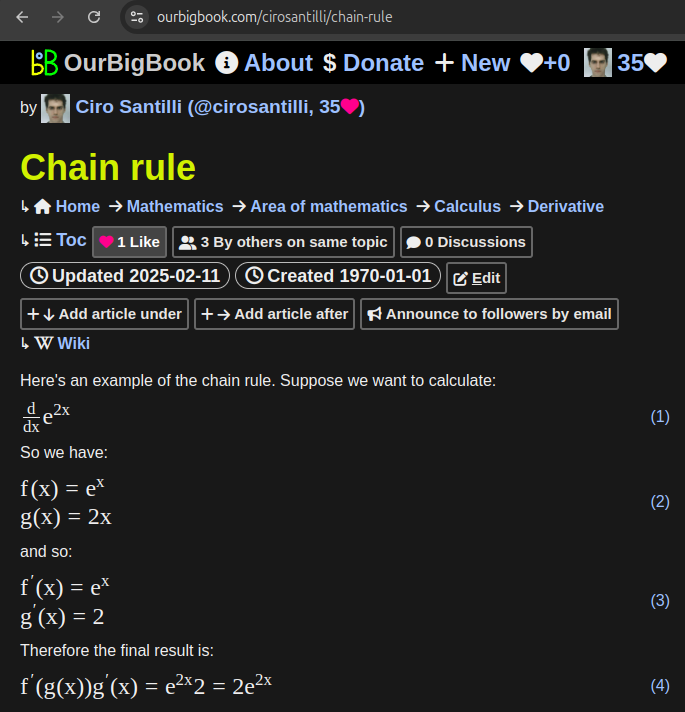 ourbigbook.com/cirosantilli/chain-rule
OurBigBook About $ Donate + New +0 35
by Ciro Santilli (@cirosantilli, 35)
Chain rule
↳ Home → Mathematics → Area of mathematics → Calculus → Derivative
↳ Toc 1 Like 3 By others on same topic 0 Discussions
Updated 2025-02-11 Created 1970-01-01 Edit
+ ↓ Add article under + → Add article after Announce to followers by email
↳ W Wiki
Here's an example of the chain rule. Suppose we want to calculate:
d/dx e^{2x} (1)
So we have:
f(x) = e^x
g(x) = 2x (2)
and so:
f′(x) = e^x
g′(x) = 2 (3)
Therefore the final result is:
f′(g(x))g′(x) = e^{2x}2 = 2e^{2x} (4)